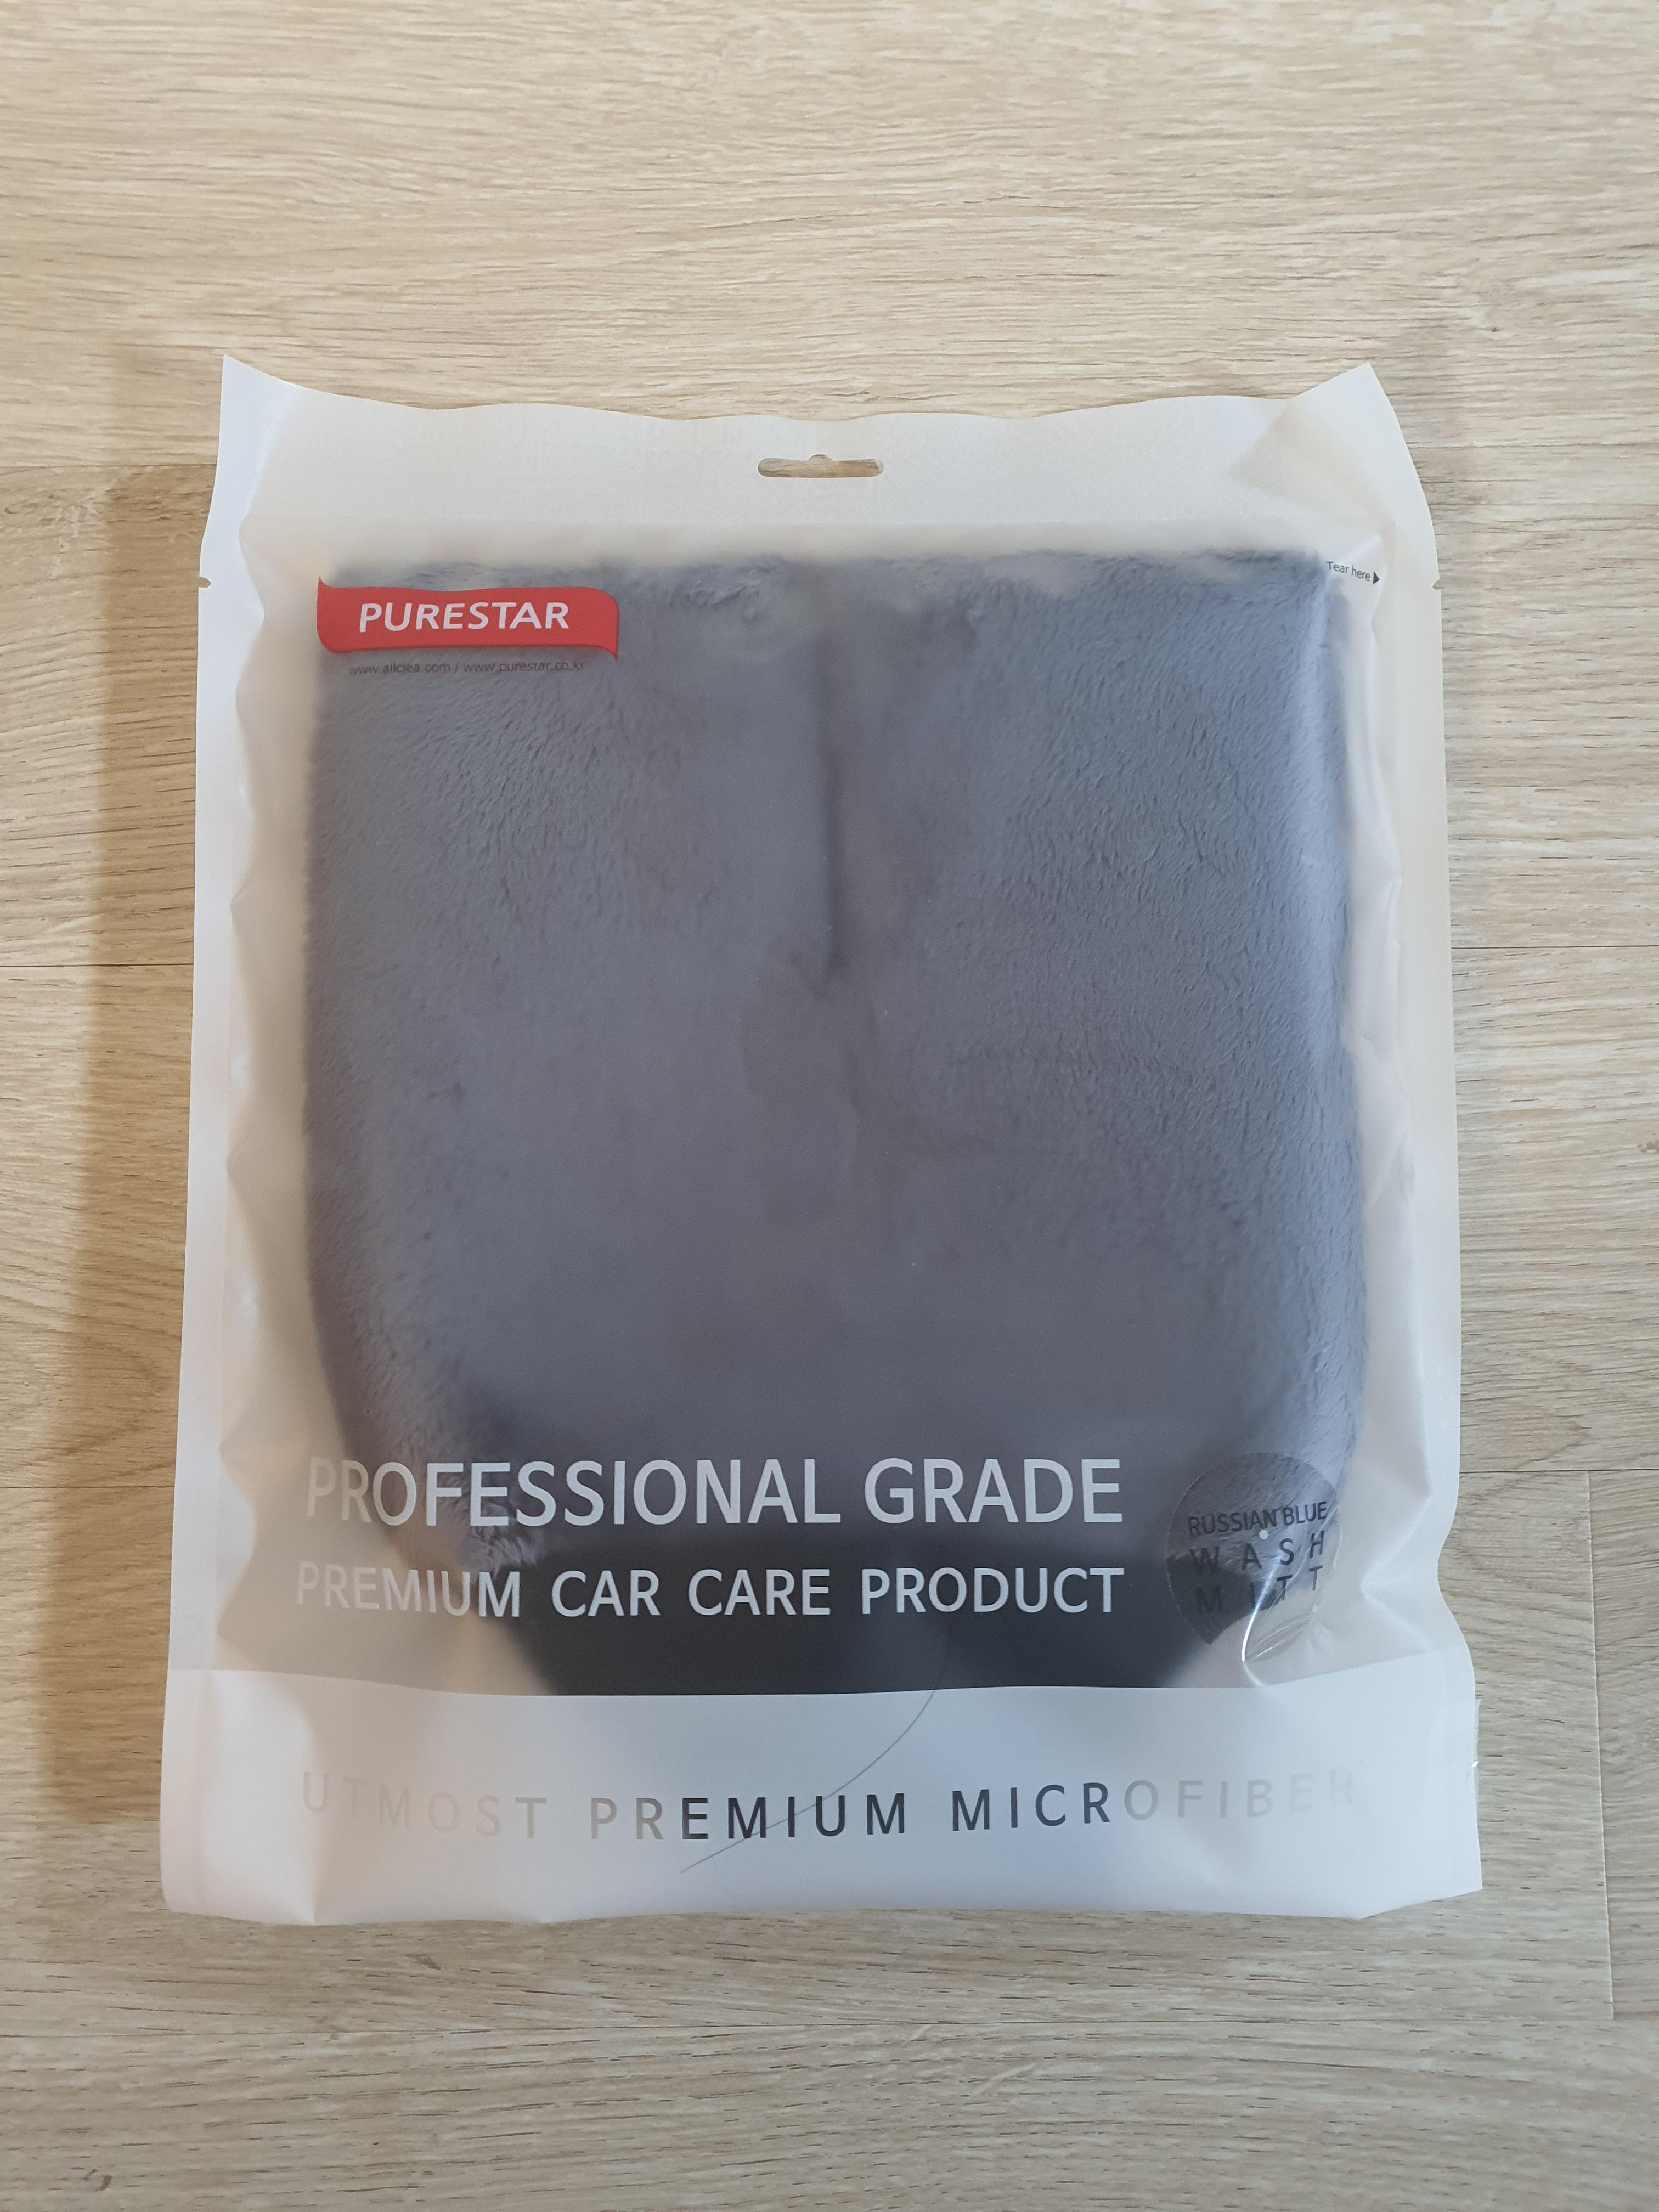 Tear here
PURESTAR
www.aliclea.com / www.purestar.co.kr
PROFESSIONAL GRADE
PREMIUM CAR CARE PRODUCT
RUSSIAN BLUE
WASH
MITT
UTMOST PREMIUM MICROFIBER